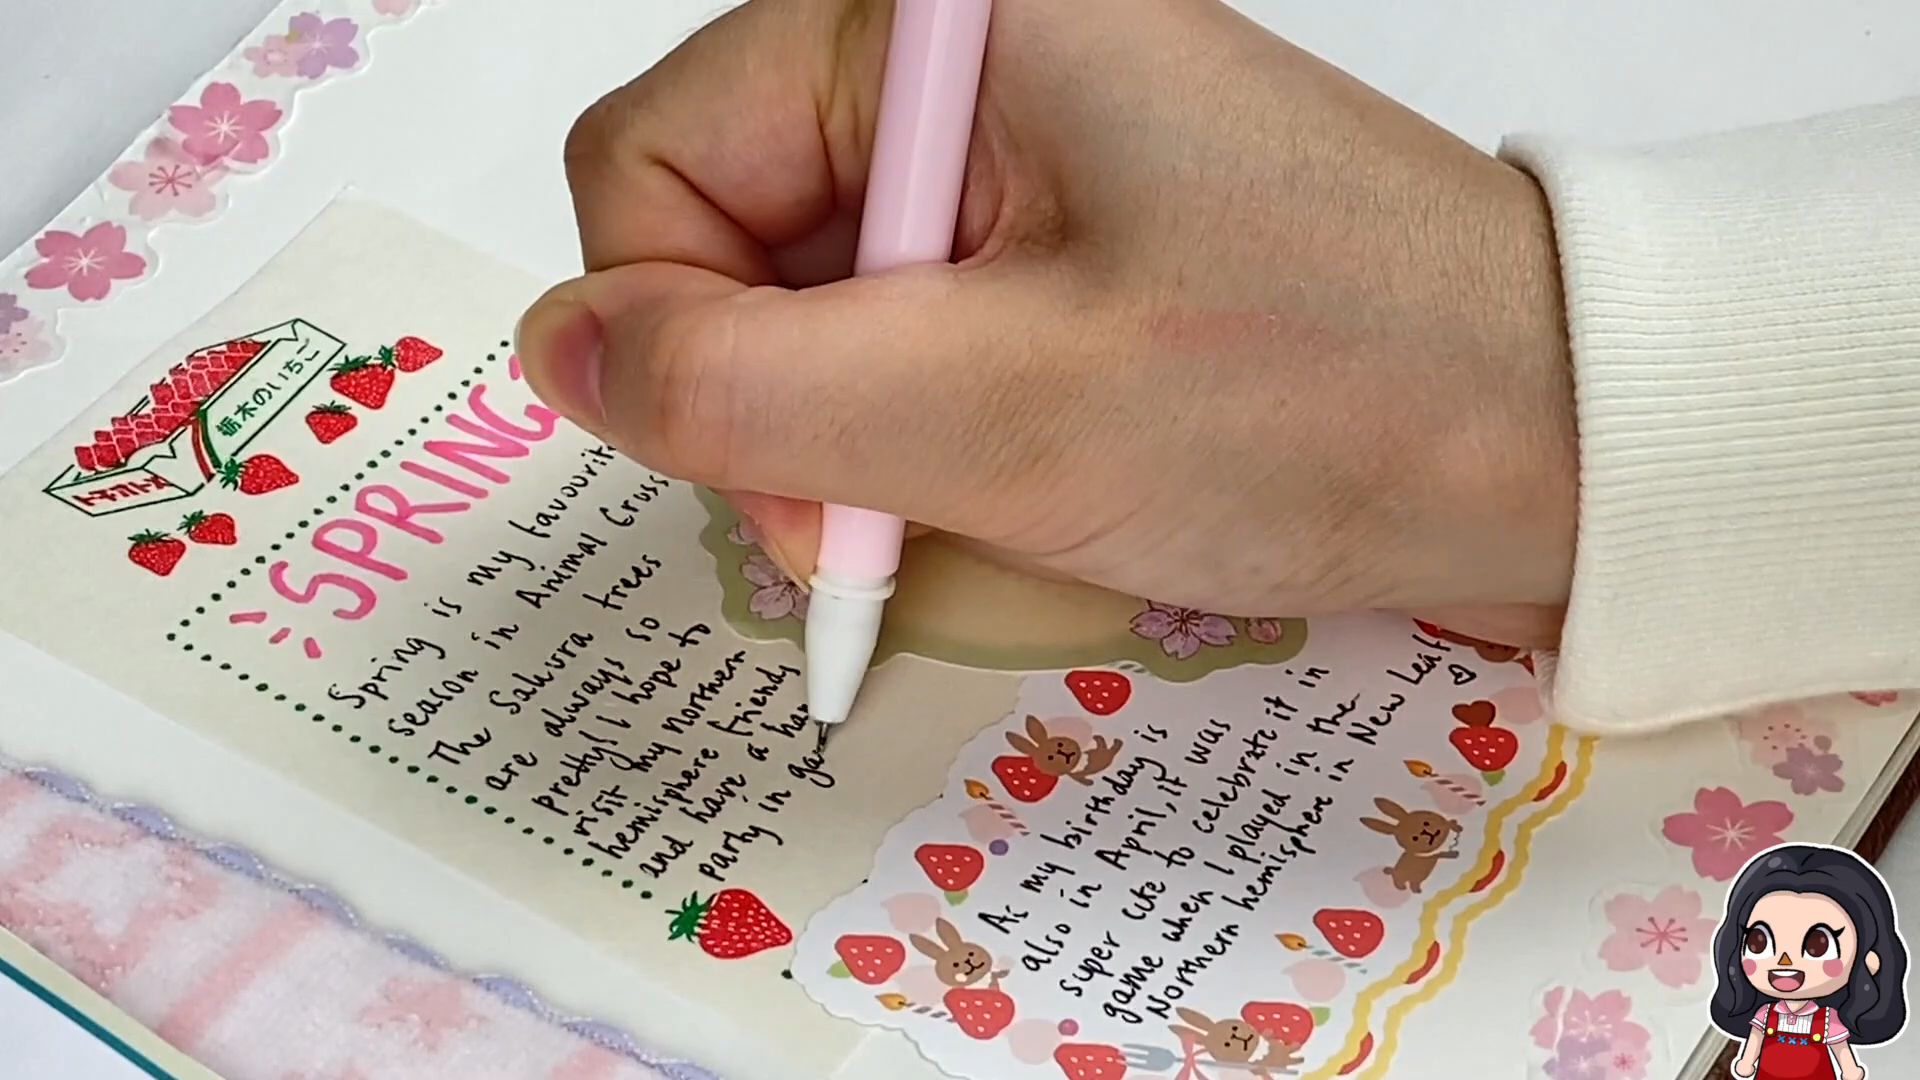 栃木のいちご
SPRING
Spring is my favourite
season in Animal Cross
The Sakura trees
are always so
pretty! I hope to
visit my northern
hemisphere friends
and have a ha
party in ga
As my birthday is
also in April, it was
super cute to celebrate it in
game when I played in the
Northern hemisphere in New Leaf